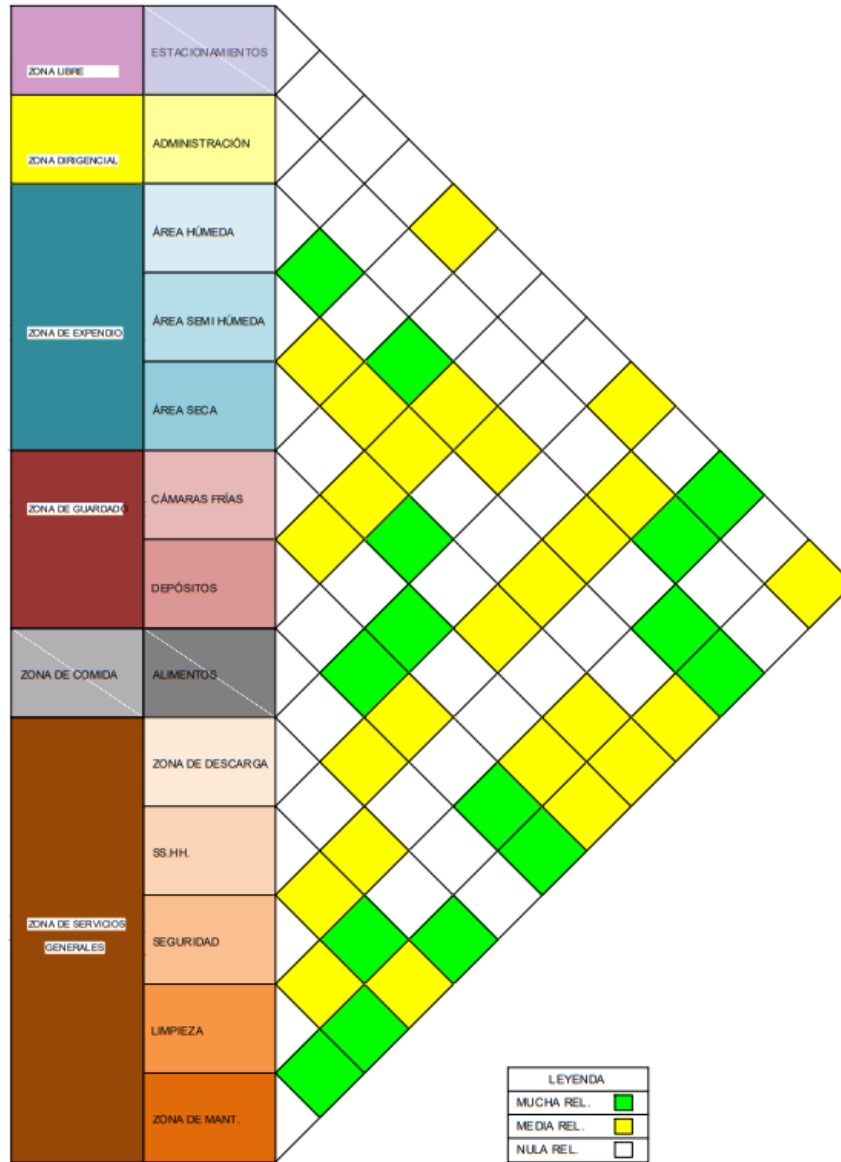 ESTACIONAMIENTOS
ZONA LIBRE
ADMINISTRACIÓN
ZONA DIRIGENCIAL
ÁREA HÚMEDA
ÁREA SEMI HÚMEDA
ZONA DE EXPENDIO
ÁREA SECA
CÁMARAS FRÍAS
ZONA DE GUARDADO
DEPÓSITOS
ZONA DE COMIDA
ALIMENTOS
ZONA DE DESCARGA
SS.HH.
ZONA DE SERVICIOS
GENERALES
SEGURIDAD
LIMPIEZA
ZONA DE MANT.
LEYENDA
MUCHA REL.
MEDIA REL.
NULA REL.